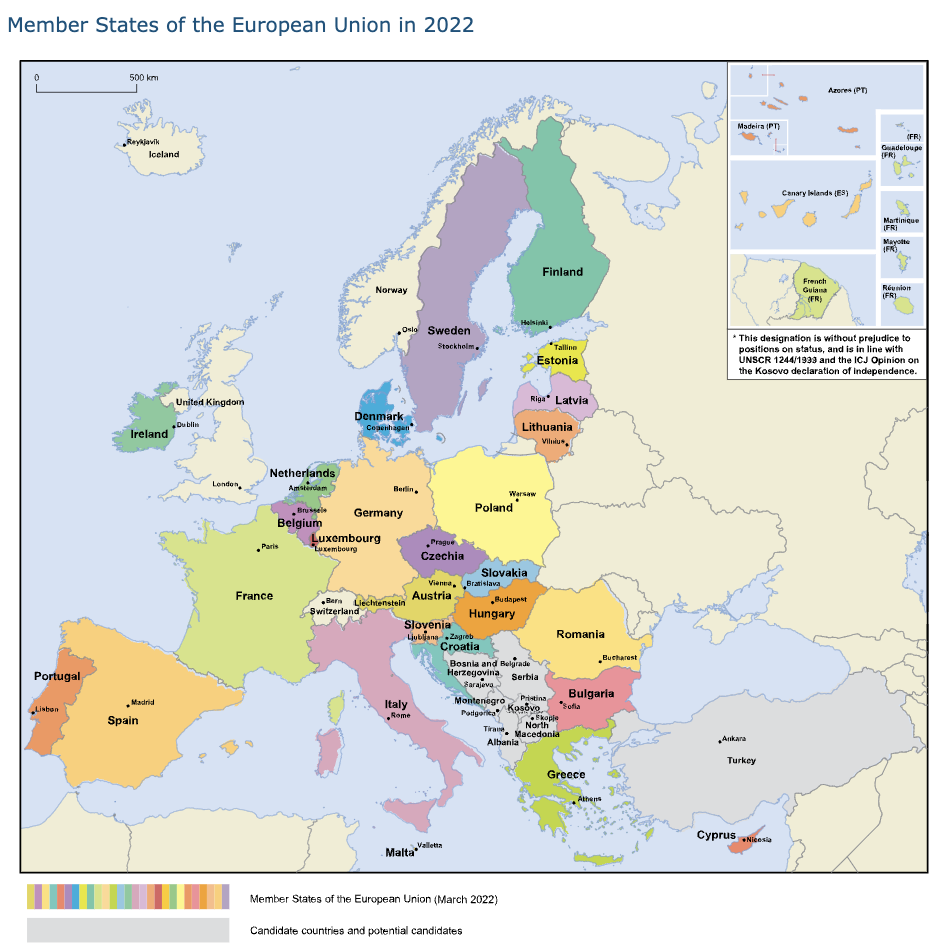 Member States of the European Union in 2022
0 500 km
Azores (PT)
Madeira (PT)
(FR)
Guadeloupe
(FR)
Canary Islands (ES)
Martinique
(FR)
Mayotte
(FR)
French
Guiana
(FR)
Réunion
(FR)
* This designation is without prejudice to
positions on status, and is in line with
UNSCR 1244/1999 and the ICJ Opinion on
the Kosovo declaration of independence.
Reykjavik
Iceland
Finland
Norway
Oslo
Sweden
Helsinki
Stockholm
Tallinn
Estonia
Riga
Latvia
United Kingdom
Denmark
Copenhagen
Lithuania
Vilnius
Dublin
Ireland
Netherlands
Amsterdam
London
Berlin
Warsaw
Poland
Brussels
Belgium
Germany
Luxembourg
Luxembourg
Paris
Prague
Czechia
Slovakia
Bratislava
Vienna
Austria
France
Bern
Switzerland
Liechtenstein
Budapest
Hungary
Slovenia
Ljubljana
Zagreb
Croatia
Romania
Bucharest
Bosnia and
Herzegovina
Sarajevo
Belgrade
Serbia
Portugal
Lisbon
Madrid
Spain
Italy
Rome
Montenegro
Podgorica
Pristina
Kosovo
*
Bulgaria
Sofia
Skopje
North
Macedonia
Tirana
Albania
Ankara
Turkey
Greece
Athens
Cyprus
Nicosia
Malta
Valletta
Member States of the European Union (March 2022)
Candidate countries and potential candidates